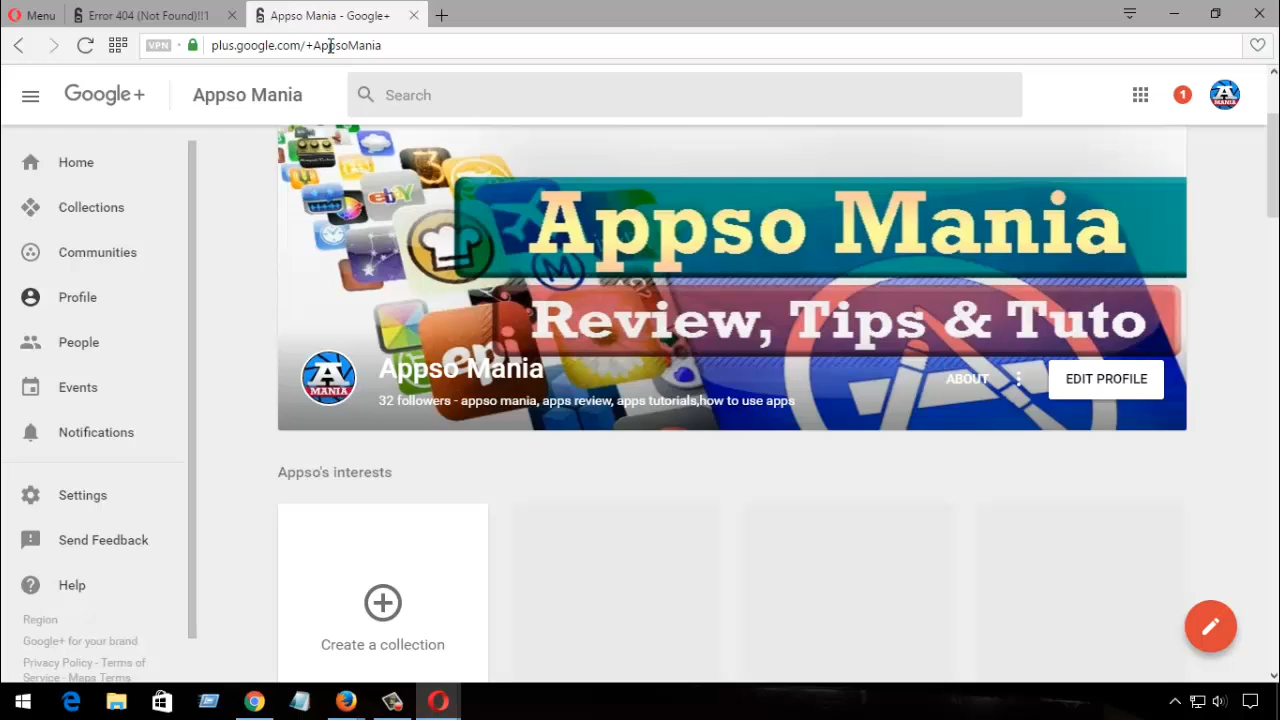 Menu
Error 404 (Not Found)!!1
Appso Mania - Google+
VPN
plus.google.com/+AppsoMania
Google+
Appso Mania
Search
1
A
MANIA
Home
Collections
Communities
Profile
People
Events
Notifications
Settings
Send Feedback
Help
Region
Google+ for your brand
Privacy Policy - Terms of
Service - Maps Terms
ebay
Appso Mania
Review, Tips & Tuto
A
MANIA
Appso Mania
32 followers - appso mania, apps review, apps tutorials,how to use apps
ABOUT
EDIT PROFILE
Appso's interests
Create a collection